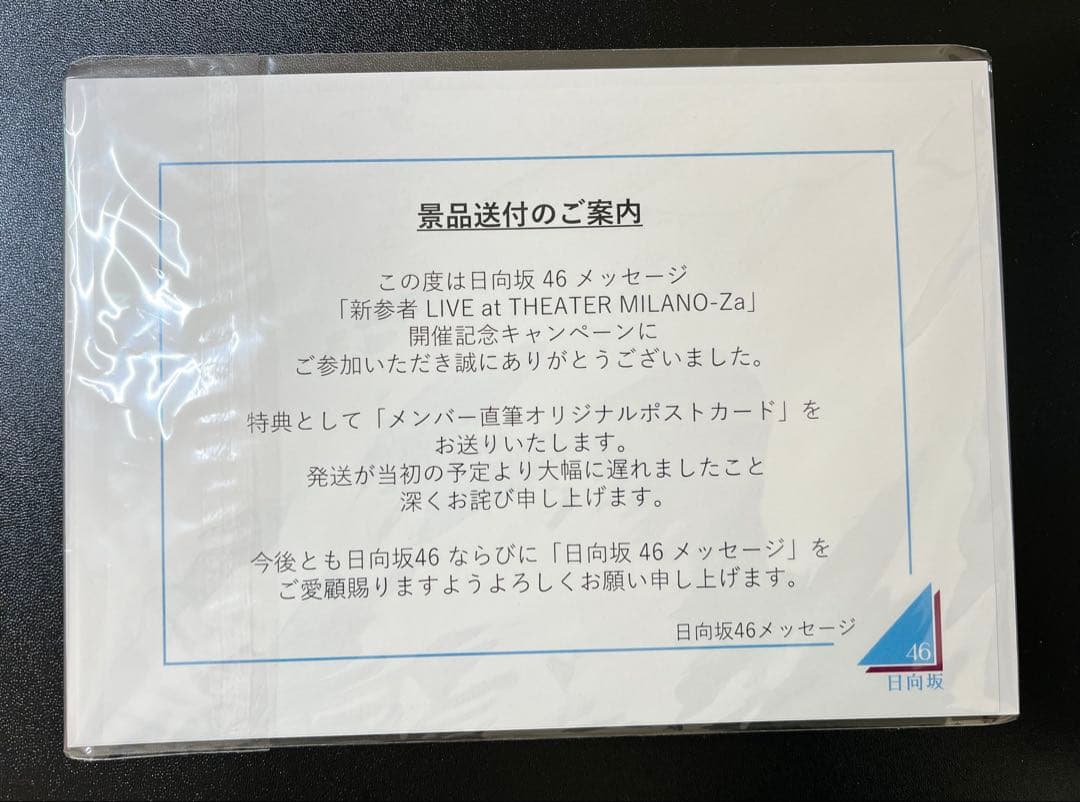 景品送付のご案内
この度は日向坂 46 メッセージ
「新参者 LIVE at THEATER MILANO-Za」
開催記念キャンペーンに
ご参加いただき誠にありがとうございました。
特典として「メンバー直筆オリジナルポストカード」を
お送りいたします。
発送が当初の予定より大幅に遅れましたこと
深くお詫び申し上げます。
今後とも日向坂46 ならびに「日向坂 46 メッセージ」を
ご愛顧賜りますようよろしくお願い申し上げます。
日向坂46メッセージ
46
日向坂